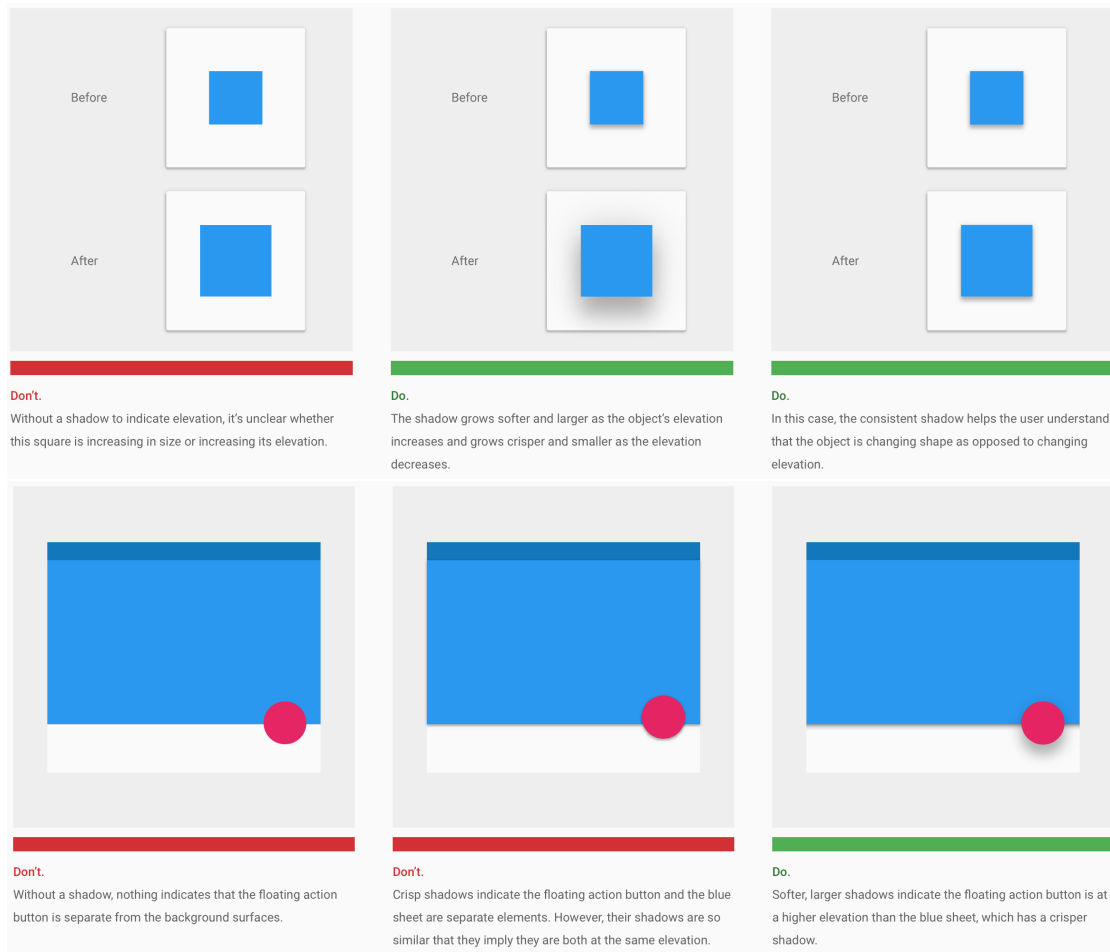 Before
After
Don't.
Without a shadow to indicate elevation, it's unclear whether
this square is increasing in size or increasing its elevation.
Before
After
Do.
The shadow grows softer and larger as the object's elevation
increases and grows crisper and smaller as the elevation
decreases.
Before
After
Do.
In this case, the consistent shadow helps the user understand
that the object is changing shape as opposed to changing
elevation.
Don't.
Without a shadow, nothing indicates that the floating action
button is separate from the background surfaces.
Don't.
Crisp shadows indicate the floating action button and the blue
sheet are separate elements. However, their shadows are so
similar that they imply they are both at the same elevation.
Do.
Softer, larger shadows indicate the floating action button is at
a higher elevation than the blue sheet, which has a crisper
shadow.